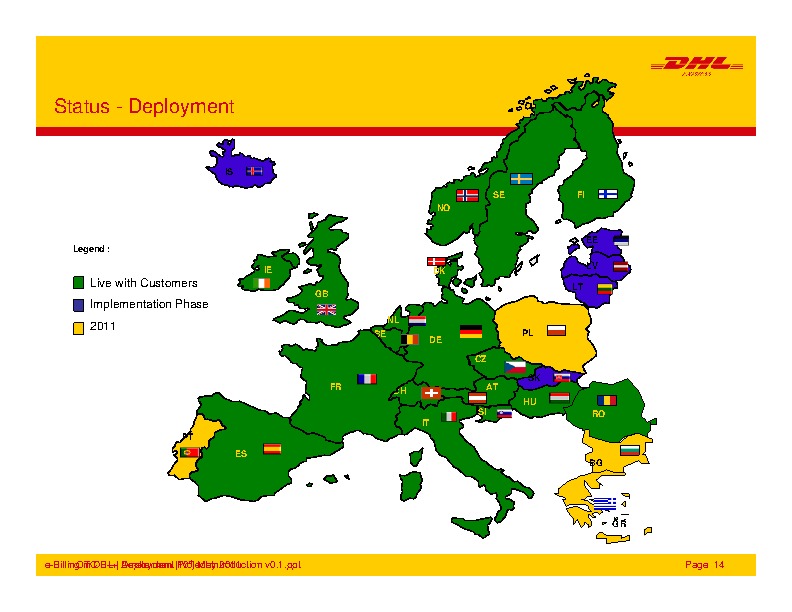 DHL
EXPRESS
Status - Deployment
IS
NO
SE
FI
Legend :
EE
LV
LT
IE
DK
GB
Live with Customers
Implementation Phase
2011
NL
BE
DE
PL
CZ
SK
FR
CH
AT
HU
RO
SI
IT
PT
ES
BG
GR
Page 14